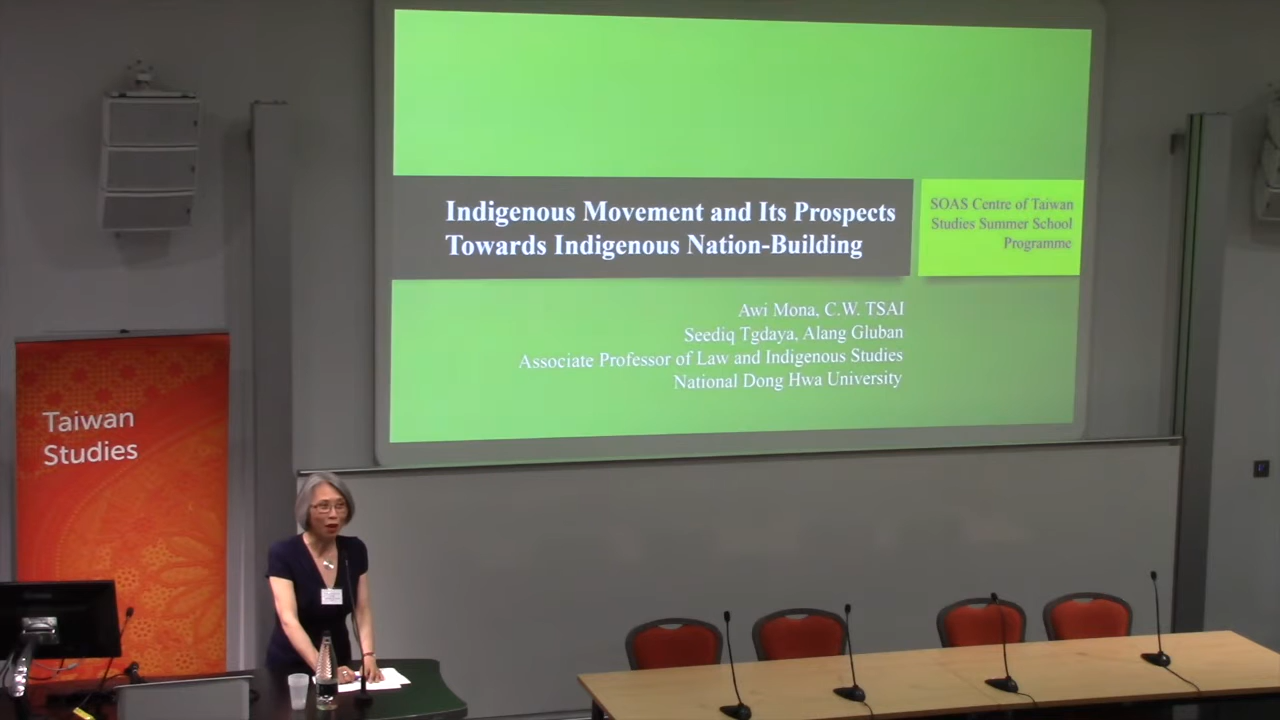 Indigenous Movement and Its Prospects
Towards Indigenous Nation-Building
SOAS Centre of Taiwan
Studies Summer School
Programme
Awi Mona, C.W. TSAI
Seediq Tgdaya, Alang Gluban
Associate Professor of Law and Indigenous Studies
National Dong Hwa University
Taiwan
Studies